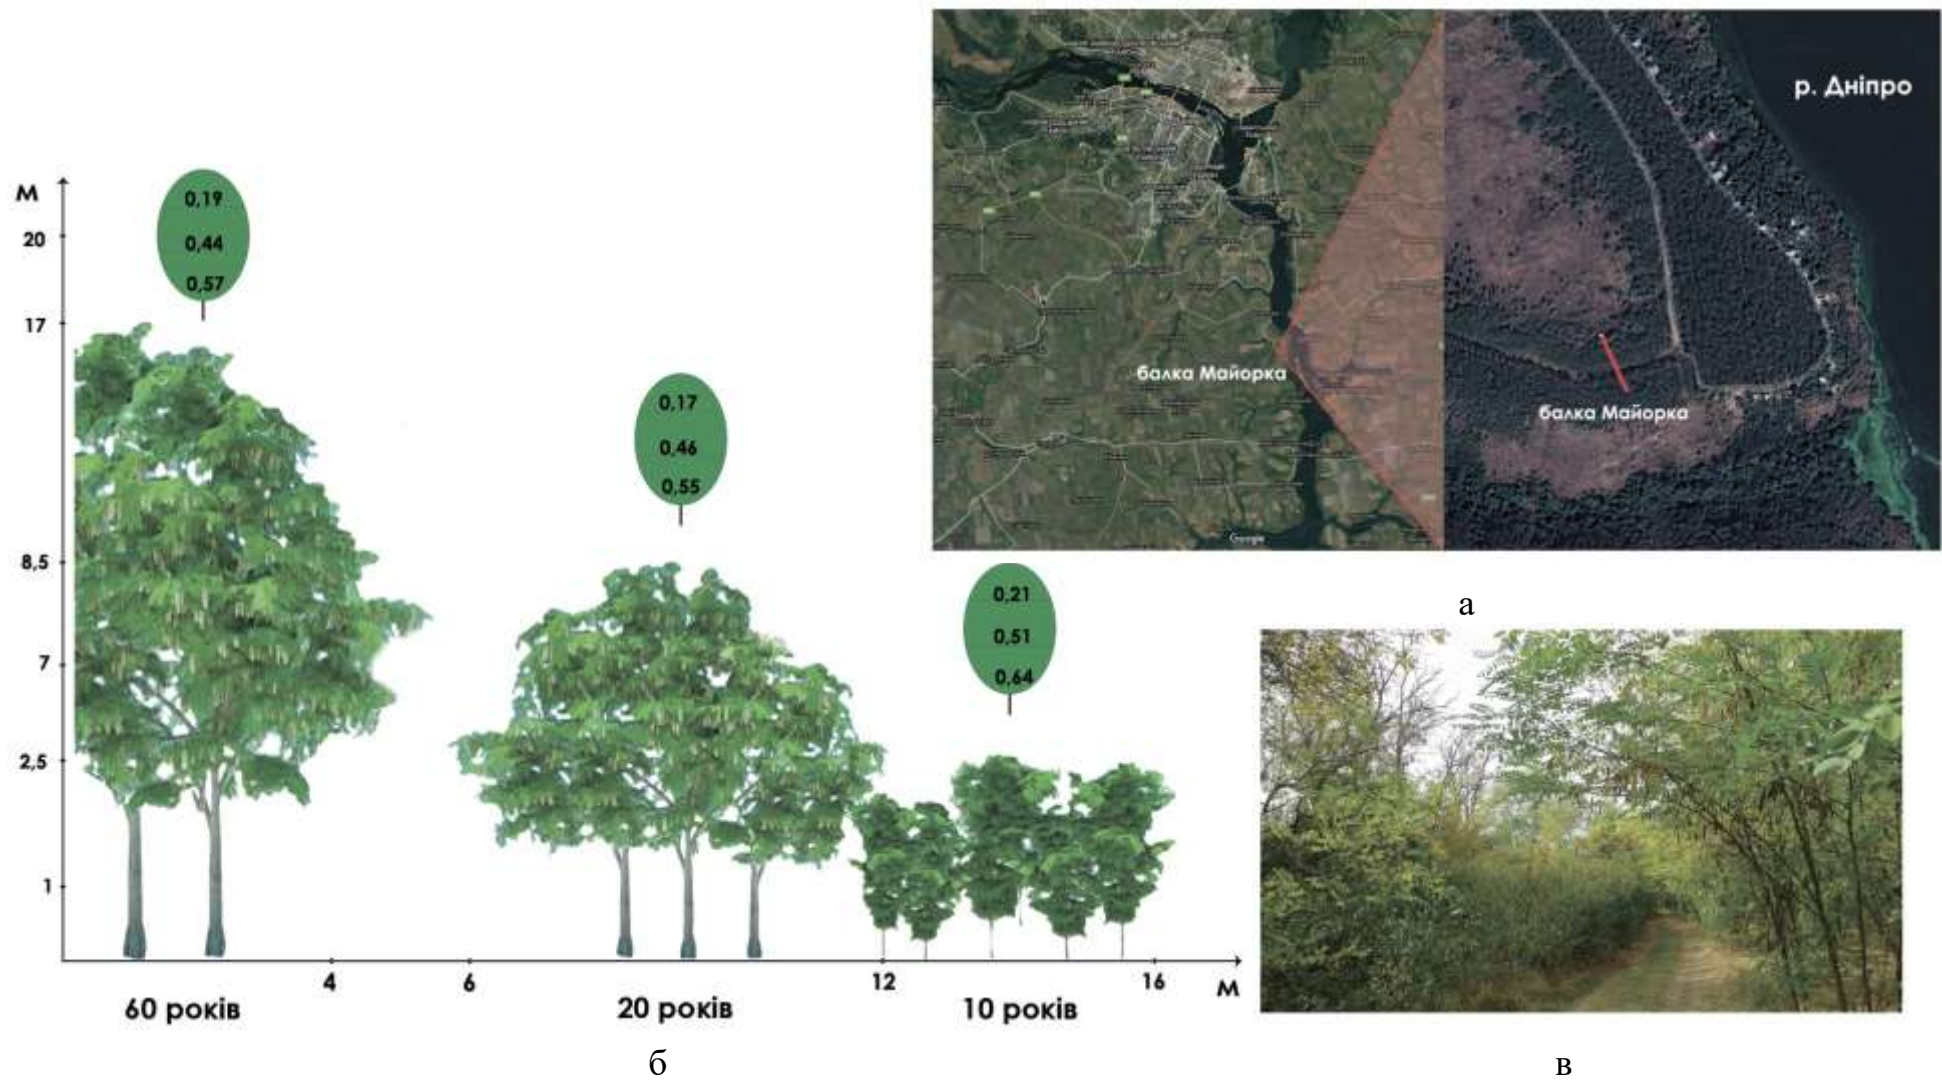 р. Дніпро
балка Майорка
балка Майорка
Google
а
м
20
17
8,5
7
2,5
1
0,19
0,44
0,57
0,17
0,46
0,55
0,21
0,51
0,64
4
6
12
16
м
60 років
20 років
10 років
б
в